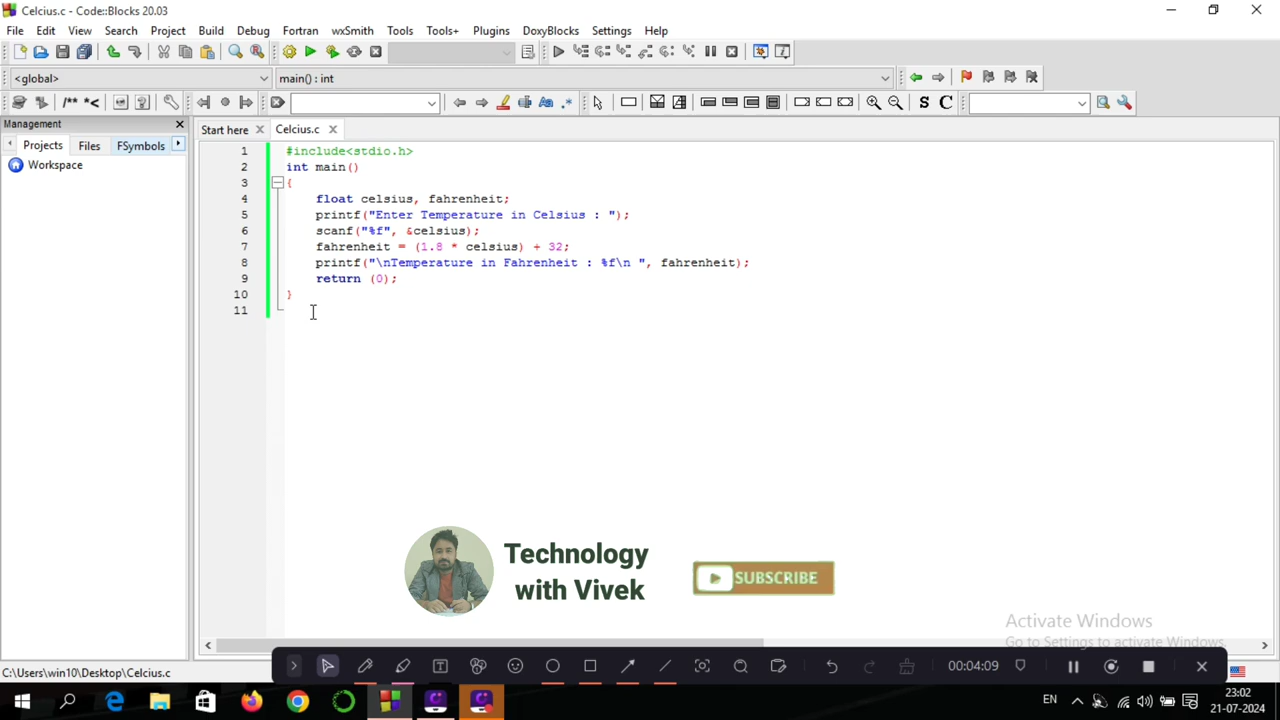 Celcius.c - Code::Blocks 20.03
File Edit View Search Project Build Debug Fortran wxSmith Tools Tools+ Plugins DoxyBlocks Settings Help
<global> main() : int
/** *< Aa .* S C
Management
Start here Celcius.c
Projects Files FSymbols
Workspace
1 #include<stdio.h>
2 int main()
3 {
4 float celsius, fahrenheit;
5 printf("Enter Temperature in Celsius : ");
6 scanf("%f", &celsius);
7 fahrenheit = (1.8 * celsius) + 32;
8 printf("\nTemperature in Fahrenheit : %f\n ", fahrenheit);
9 return (0);
10 }
11
Technology
with Vivek
SUBSCRIBE
Activate Windows
Go to Settings to activate Windows.
C:\Users\win10\Desktop\Celcius.c
00:04:09
EN
23:02
21-07-2024